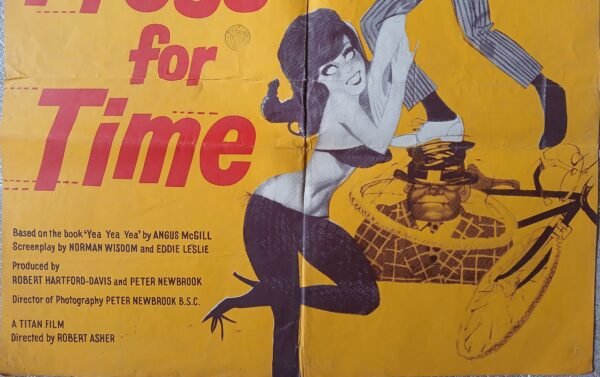 Press
for
Time
Based on the book 'Yea Yea Yea' by ANGUS McGILL
Screenplay by NORMAN WISDOM and EDDIE LESLIE
Produced by
ROBERT HARTFORD-DAVIS and PETER NEWBROOK
Director of Photography PETER NEWBROOK B.S.C.
A TITAN FILM
Directed by ROBERT ASHER